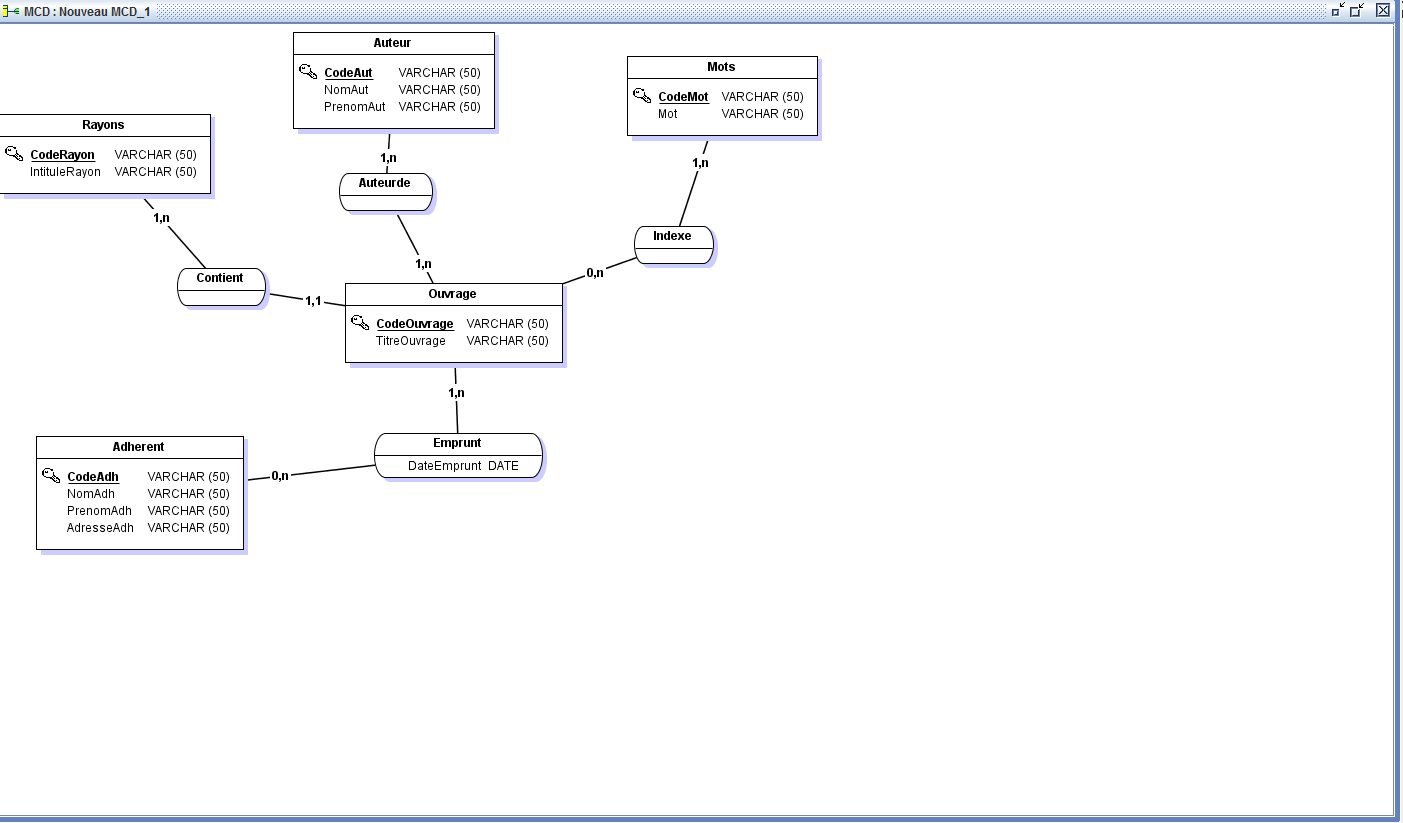 MCD : Nouveau MCD_1
Auteur
CodeAut VARCHAR (50)
NomAut VARCHAR (50)
PrenomAut VARCHAR (50)
Mots
CodeMot VARCHAR (50)
Mot VARCHAR (50)
Rayons
CodeRayon VARCHAR (50)
IntituleRayon VARCHAR (50)
1,n
Auteurde
1,n
1,n
Indexe
1,n
0,n
Contient
1,1
Ouvrage
CodeOuvrage VARCHAR (50)
TitreOuvrage VARCHAR (50)
1,n
Emprunt
DateEmprunt DATE
0,n
Adherent
CodeAdh VARCHAR (50)
NomAdh VARCHAR (50)
PrenomAdh VARCHAR (50)
AdresseAdh VARCHAR (50)